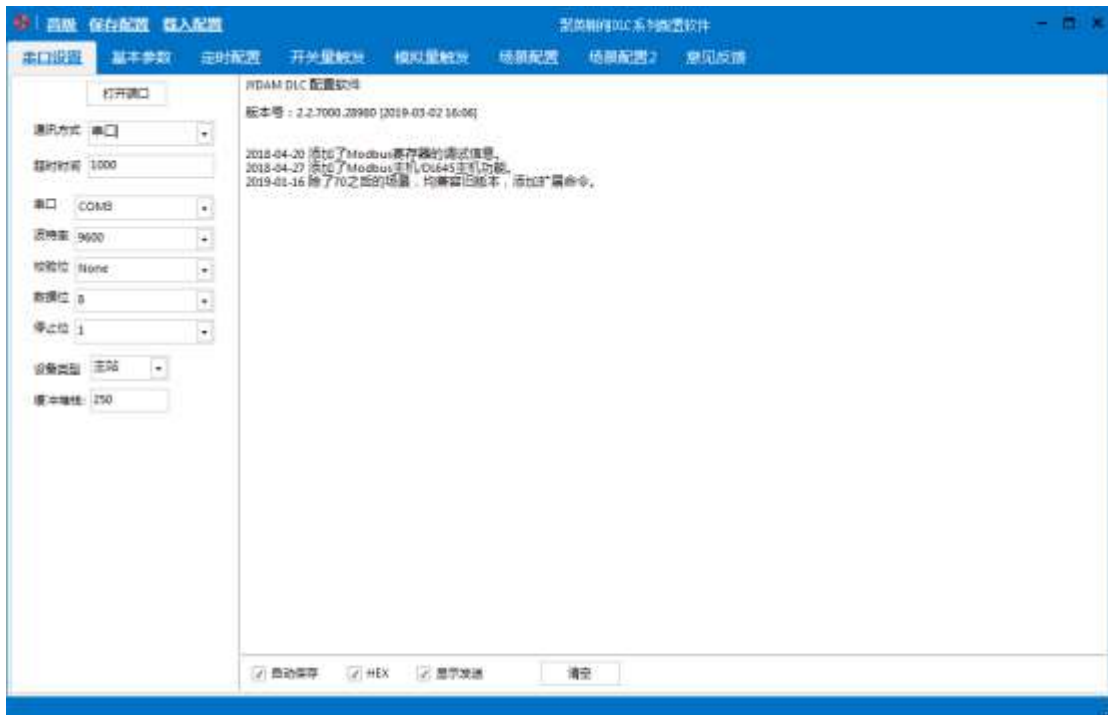 高级 保存配置 载入配置
聚英翱翔DLC系列配置软件
串口设置 基本参数 定时配置 开关量触发 模拟量触发 场景配置 场景配置2 意见反馈
打开端口
通讯方式 串口
超时时间 1000
串口 COM3
波特率 9600
校验位 None
数据位 8
停止位 1
设备类型 主站
缓冲堆栈: 250
JYDAM DLC 配置软件
版本号：2.2.7000.28980 [2019-03-02 16:06]
2018-04-20 添加了Modbus寄存器的调试信息。
2018-04-27 添加了Modbus主机/DL645主机功能。
2019-01-16 除了70之后的场景，均兼容旧版本，添加扩展命令。
自动保存 HEX 显示发送 清空